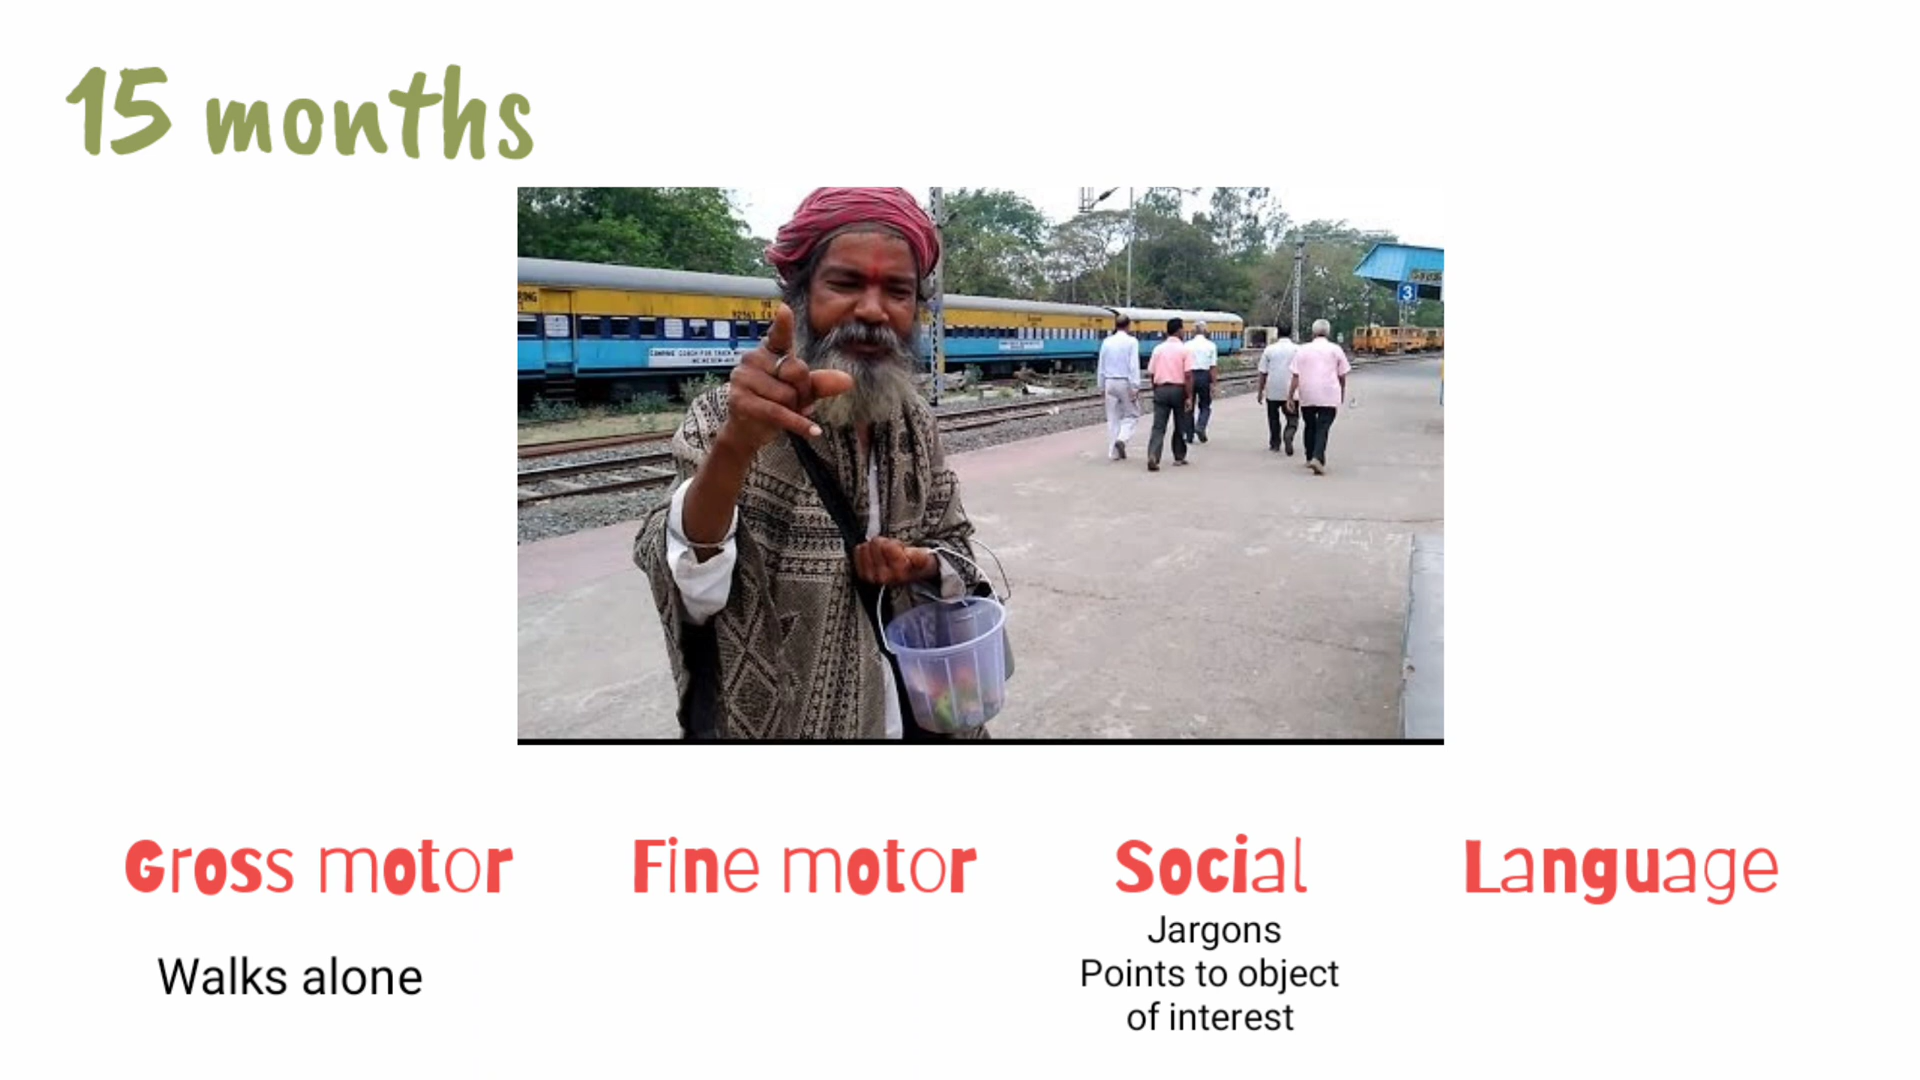 15 months
3
Gross motor
Fine motor
Social
Language
Walks alone
Jargons
Points to object
of interest